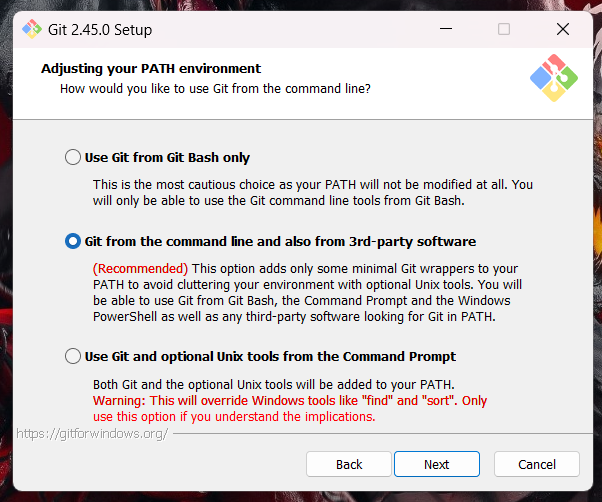 Git 2.45.0 Setup
Adjusting your PATH environment
How would you like to use Git from the command line?
Use Git from Git Bash only
This is the most cautious choice as your PATH will not be modified at all. You
will only be able to use the Git command line tools from Git Bash.
Git from the command line and also from 3rd-party software
(Recommended) This option adds only some minimal Git wrappers to your
PATH to avoid cluttering your environment with optional Unix tools. You will
be able to use Git from Git Bash, the Command Prompt and the Windows
PowerShell as well as any third-party software looking for Git in PATH.
Use Git and optional Unix tools from the Command Prompt
Both Git and the optional Unix tools will be added to your PATH.
Warning: This will override Windows tools like "find" and "sort". Only
use this option if you understand the implications.
https://gitforwindows.org/
Back Next Cancel